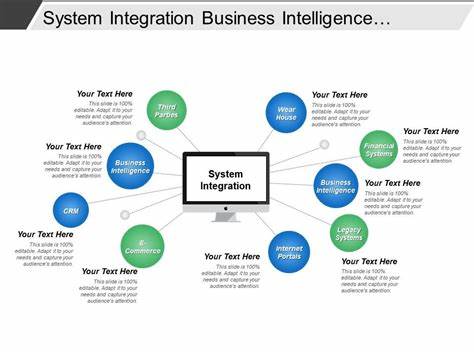 System Integration Business Intelligence…
Your Text Here
This slide is 100%
editable. Adapt it to your
needs and capture your
audience's attention.
Third
Parties
Wear
House
Your Text Here
This slide is 100%
editable. Adapt it to your
needs and capture your
audience's attention.
Your Text Here
This slide is 100%
editable. Adapt it to your
needs and capture your
audience's attention.
Financial
Systems
Your Text Here
This slide is 100%
editable. Adapt it to your
needs and capture your
audience's attention.
Business
Intelligence
System
Integration
Business
Intelligence
Your Text Here
This slide is 100%
editable. Adapt it to your
needs and capture your
audience's attention.
CRM
Your Text Here
This slide is 100%
editable. Adapt it to
your needs and
capture your
audience's attention.
E-
Commerce
Your Text Here
This slide is 100%
editable. Adapt it to your
needs and capture your
audience's attention.
Your Text Here
This slide is 100%
editable. Adapt it to your
needs and capture your
audience's attention.
Internet
Portals
Legacy
Systems
Your Text Here
This slide is 100%
editable. Adapt it to your
needs and capture your
audience's attention.